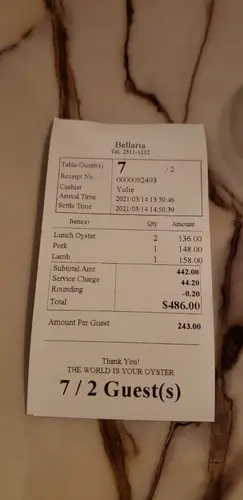 Bellaria
Tel: 2511-1212
Table/Guest(s) 7 / 2
Receipt No. 0000092493
Cashier Yulie
Arrival Time 2021/03/14 13:50:46
Settle Time 2021/03/14 14:50:39
Item(s) Qty Amount
Lunch Oyster 2 136.00
Pork 1 148.00
Lamb 1 158.00
Subtotal Amt 442.00
Service Charge 44.20
Rounding -0.20
Total $486.00
Amount Per Guest 243.00
Thank You!
THE WORLD IS YOUR OYSTER
7 / 2 Guest(s)